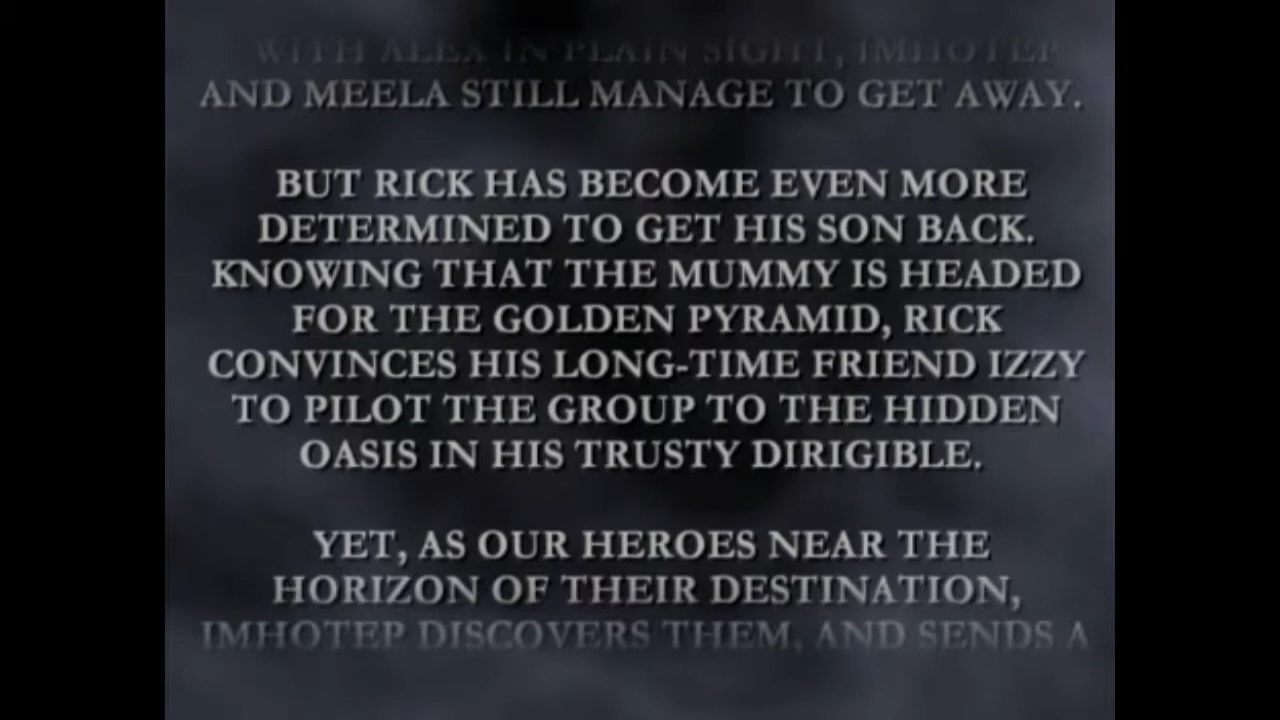 WITH ALEX IN PLAIN SIGHT, IMHOTEP
AND MEELA STILL MANAGE TO GET AWAY.
BUT RICK HAS BECOME EVEN MORE
DETERMINED TO GET HIS SON BACK.
KNOWING THAT THE MUMMY IS HEADED
FOR THE GOLDEN PYRAMID, RICK
CONVINCES HIS LONG-TIME FRIEND IZZY
TO PILOT THE GROUP TO THE HIDDEN
OASIS IN HIS TRUSTY DIRIGIBLE.
YET, AS OUR HEROES NEAR THE
HORIZON OF THEIR DESTINATION,
IMHOTEP DISCOVERS THEM, AND SENDS A